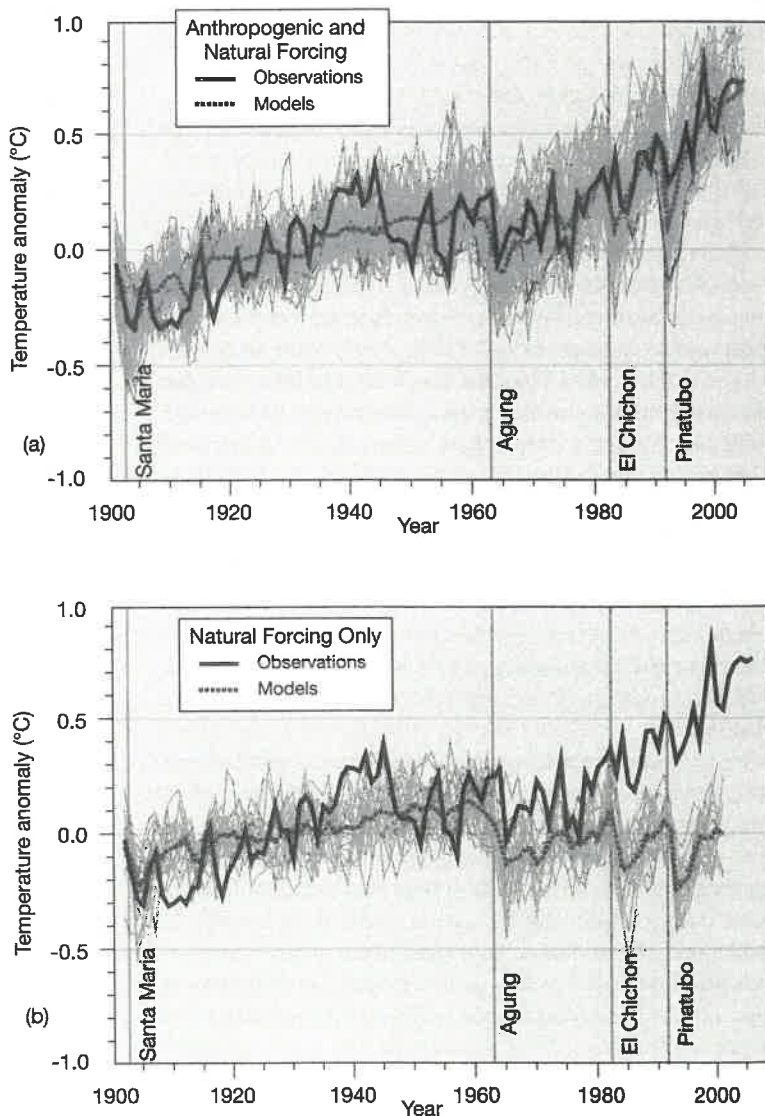 Anthropogenic and
Natural Forcing
Observations
Models
Temperature anomaly (°C)
1.0
0.5
0.0
-0.5
-1.0
Santa Maria
Agung
El Chichon
Pinatubo
(a)
1900
1920
1940
1960
1980
2000
Year
Natural Forcing Only
Observations
Models
Temperature anomaly (°C)
1.0
0.5
0.0
-0.5
-1.0
Santa Maria
Agung
El Chichon
Pinatubo
(b)
1900
1920
1940
1960
1980
2000
Year